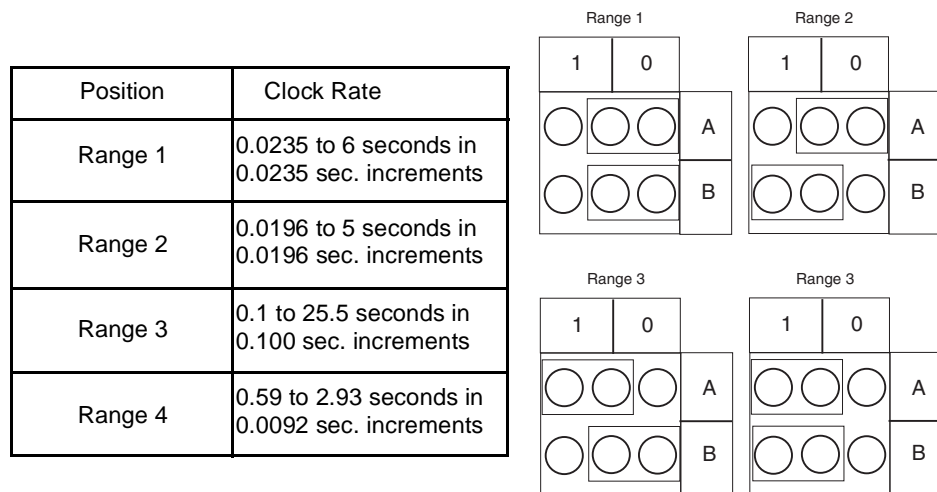 Position Clock Rate
Range 1 0.0235 to 6 seconds in
0.0235 sec. increments
Range 2 0.0196 to 5 seconds in
0.0196 sec. increments
Range 3 0.1 to 25.5 seconds in
0.100 sec. increments
Range 4 0.59 to 2.93 seconds in
0.0092 sec. increments
Range 1
1 0
A
B
Range 2
1 0
A
B
Range 3
1 0
A
B
Range 3
1 0
A
B